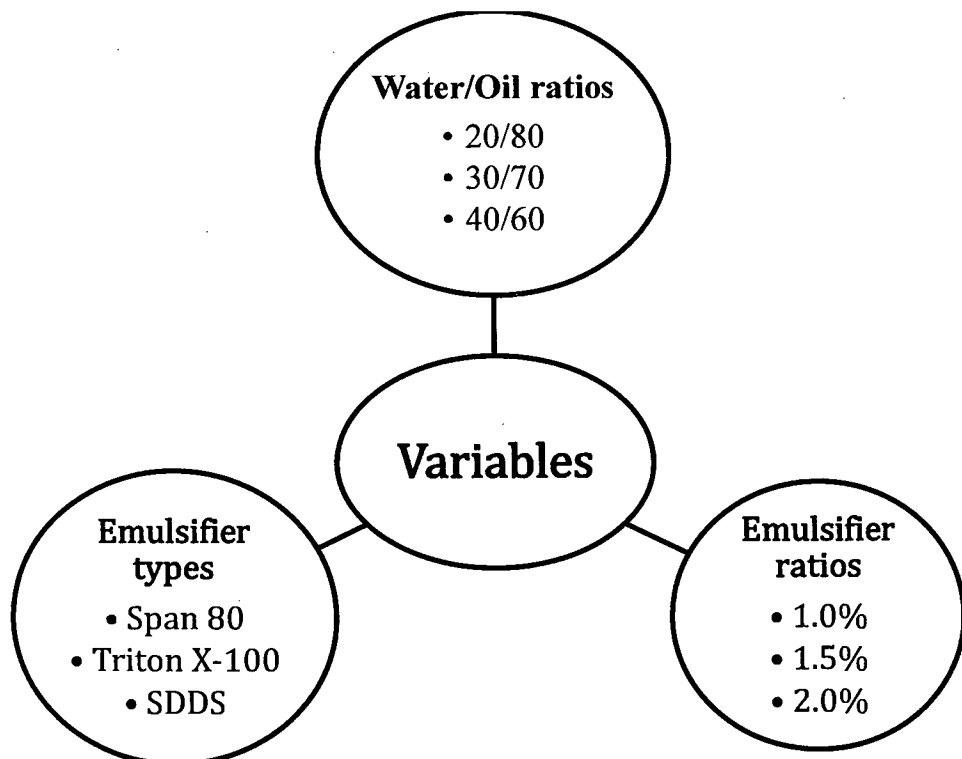 Water/Oil ratios
• 20/80
• 30/70
• 40/60
Variables
Emulsifier
types
• Span 80
• Triton X-100
• SDDS
Emulsifier
ratios
• 1.0%
• 1.5%
• 2.0%